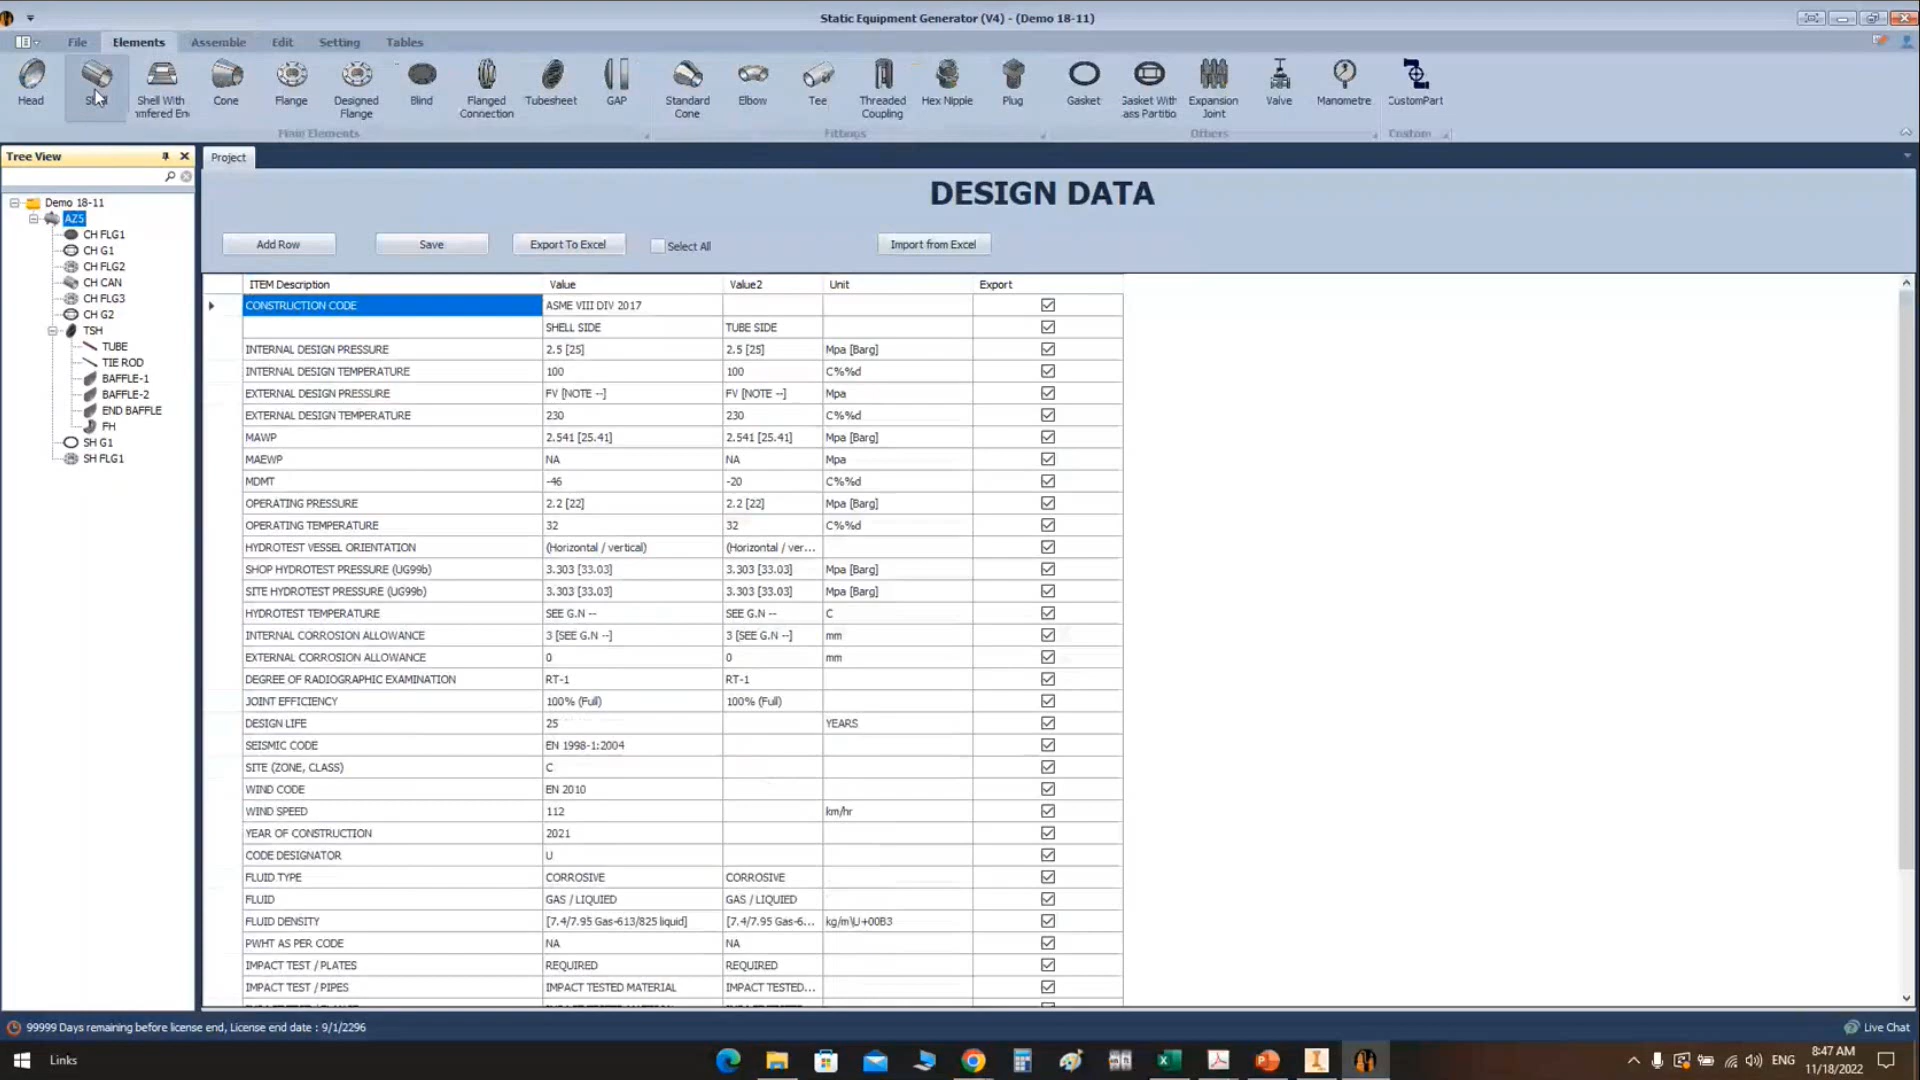 Static Equipment Generator (V4) - (Demo 18-11)
File Elements Assemble Edit Setting Tables
Head
Shell With
mfered En
Cone
Flange
Designed
Flange
Blind
Flanged
Connection
Tubesheet
GAP
Standard
Cone
Elbow
Tee
Threaded
Coupling
Hex Nipple
Plug
Gasket
Gasket With
ass Partitio
Expansion
Joint
Valve
Manometre
CustomPart
Main Elements
Fittings
Others
Custom
Tree View
Demo 18-11
AZ5
CH FLG1
CH G1
CH FLG2
CH CAN
CH FLG3
CH G2
TSH
TUBE
TIE ROD
BAFFLE-1
BAFFLE-2
END BAFFLE
FH
SH G1
SH FLG1
Project
DESIGN DATA
Add Row Save Export To Excel Select All Import from Excel
ITEM Description Value Value2 Unit Export
CONSTRUCTION CODE ASME VIII DIV 2017
SHELL SIDE TUBE SIDE
INTERNAL DESIGN PRESSURE 2.5 [25] 2.5 [25] Mpa [Barg]
INTERNAL DESIGN TEMPERATURE 100 100 C%%d
EXTERNAL DESIGN PRESSURE FV [NOTE --] FV [NOTE --] Mpa
EXTERNAL DESIGN TEMPERATURE 230 230 C%%d
MAWP 2.541 [25.41] 2.541 [25.41] Mpa [Barg]
MAEWP NA NA Mpa
MDMT -46 -20 C%%d
OPERATING PRESSURE 2.2 [22] 2.2 [22] Mpa [Barg]
OPERATING TEMPERATURE 32 32 C%%d
HYDROTEST VESSEL ORIENTATION (Horizontal / vertical) (Horizontal / ver...
SHOP HYDROTEST PRESSURE (UG99b) 3.303 [33.03] 3.303 [33.03] Mpa [Barg]
SITE HYDROTEST PRESSURE (UG99b) 3.303 [33.03] 3.303 [33.03] Mpa [Barg]
HYDROTEST TEMPERATURE SEE G.N -- SEE G.N -- C
INTERNAL CORROSION ALLOWANCE 3 [SEE G.N --] 3 [SEE G.N --] mm
EXTERNAL CORROSION ALLOWANCE 0 0 mm
DEGREE OF RADIOGRAPHIC EXAMINATION RT-1 RT-1
JOINT EFFICIENCY 100% (Full) 100% (Full)
DESIGN LIFE 25 YEARS
SEISMIC CODE EN 1998-1:2004
SITE (ZONE, CLASS) C
WIND CODE EN 2010
WIND SPEED 112 km/hr
YEAR OF CONSTRUCTION 2021
CODE DESIGNATOR U
FLUID TYPE CORROSIVE CORROSIVE
FLUID GAS / LIQUIED GAS / LIQUIED
FLUID DENSITY [7.4/7.95 Gas-613/825 liquid] [7.4/7.95 Gas-6... kg/m\U+00B3
PWHT AS PER CODE NA NA
IMPACT TEST / PLATES REQUIRED REQUIRED
IMPACT TEST / PIPES IMPACT TESTED MATERIAL IMPACT TESTED...
99999 Days remaining before license end, License end date : 9/1/2296
Live Chat
Links
ENG
8:47 AM
11/18/2022